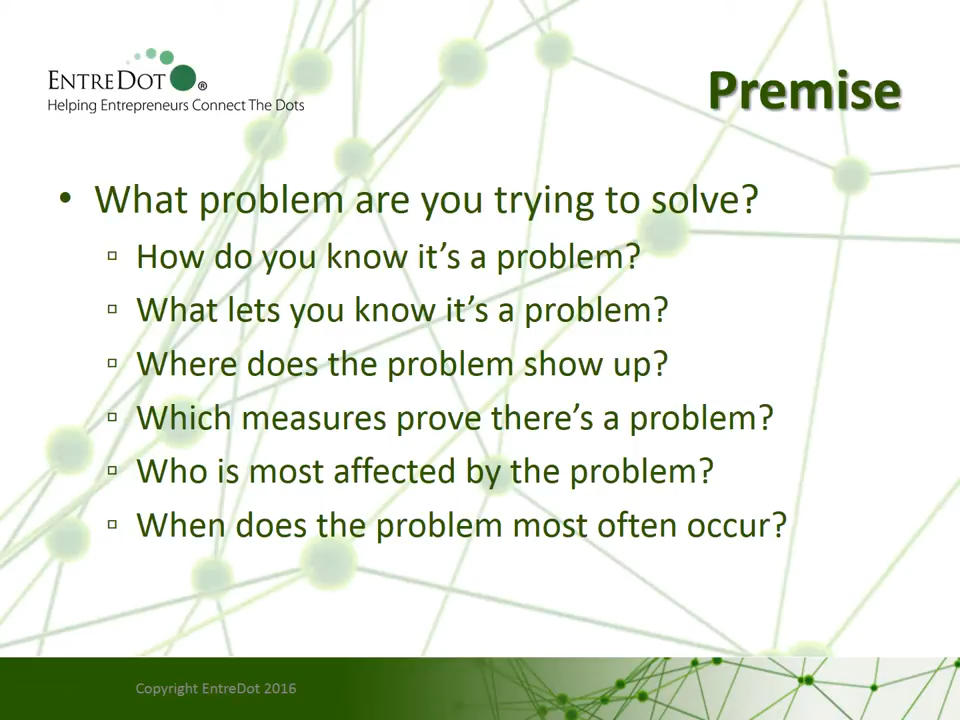 ENTREDOT®
Helping Entrepreneurs Connect The Dots
Premise
• What problem are you trying to solve?
▫ How do you know it’s a problem?
▫ What lets you know it’s a problem?
▫ Where does the problem show up?
▫ Which measures prove there’s a problem?
▫ Who is most affected by the problem?
▫ When does the problem most often occur?
Copyright EntreDot 2016